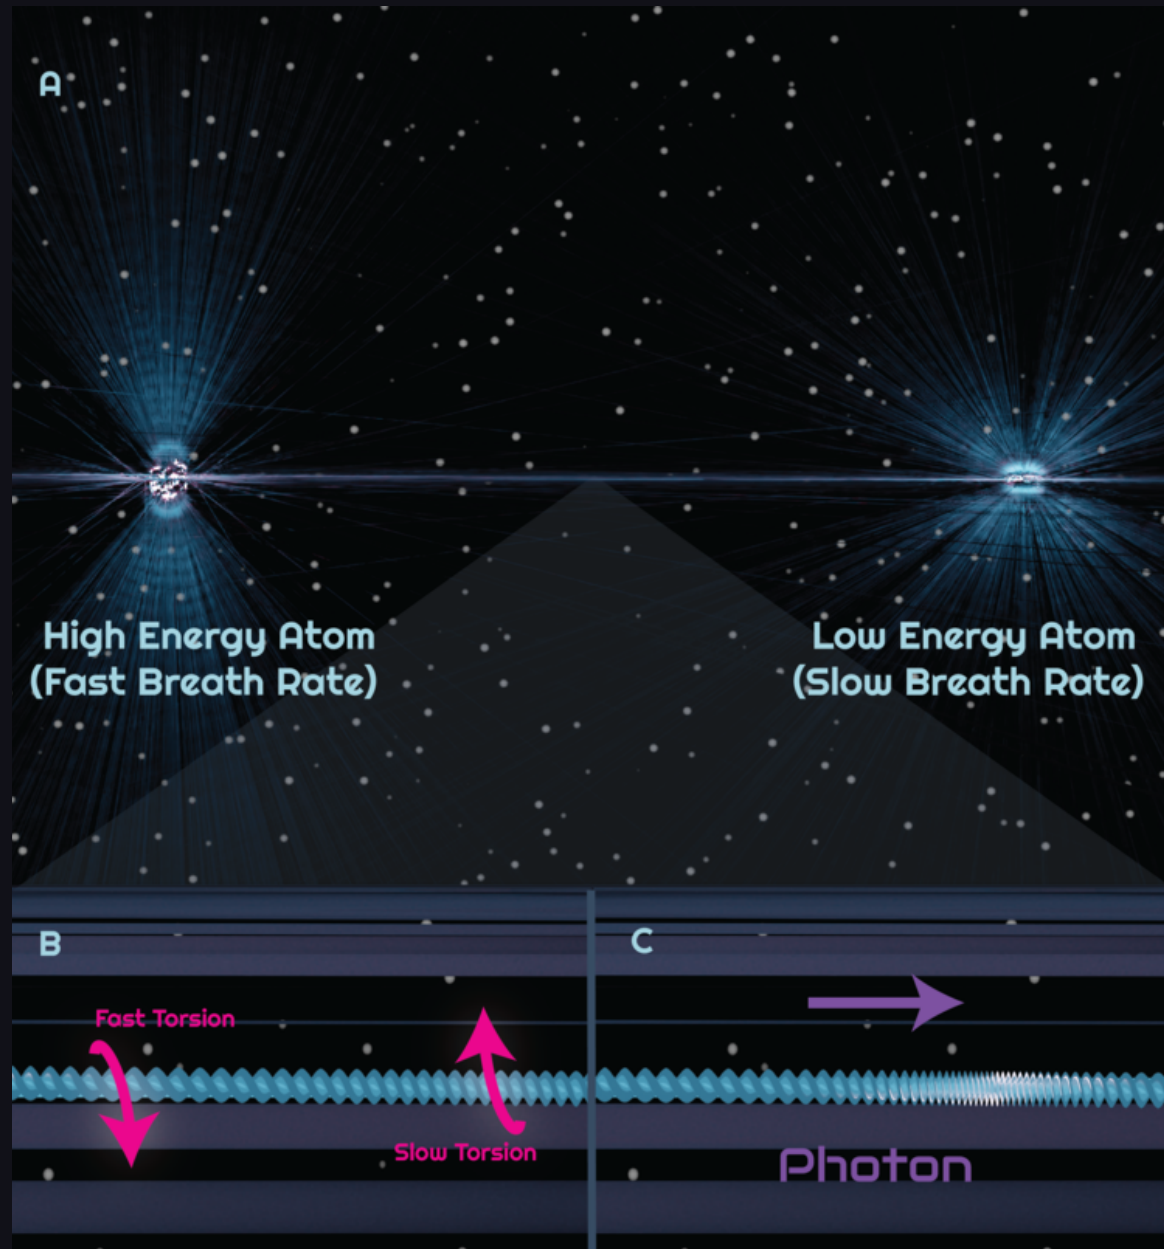 A
High Energy Atom
(Fast Breath Rate)
Low Energy Atom
(Slow Breath Rate)
B
Fast Torsion
Slow Torsion
C
Photon